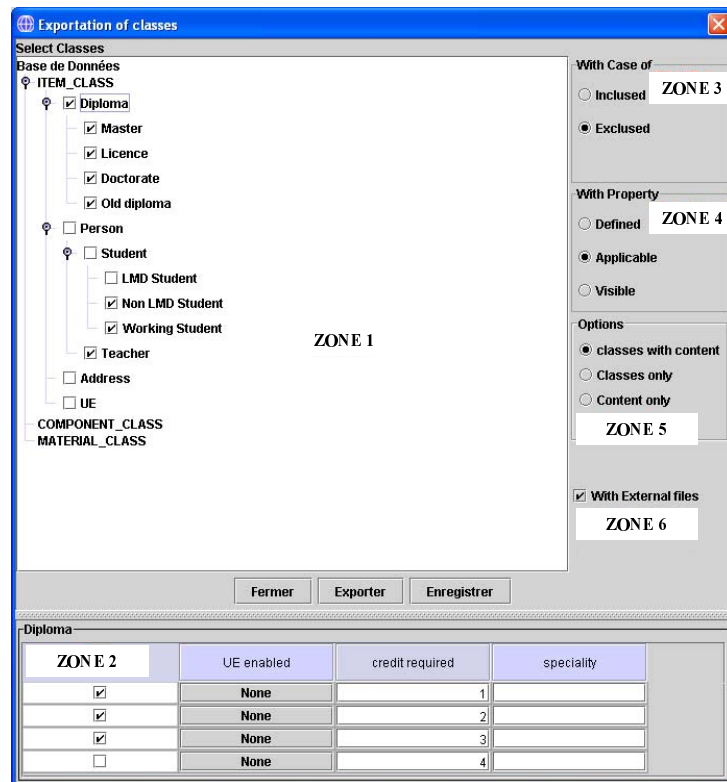 Exportation of classes
Select Classes
Base de Données
ITEM_CLASS
Diploma
Master
Licence
Doctorate
Old diploma
Person
Student
LMD Student
Non LMD Student
Working Student
Teacher
Address
UE
COMPONENT_CLASS
MATERIAL_CLASS
ZONE 1
With Case of
Inclused
ZONE 3
Exclused
With Property
Defined
ZONE 4
Applicable
Visible
Options
classes with content
Classes only
Content only
ZONE 5
With External files
ZONE 6
Fermer Exporter Enregistrer
Diploma
ZONE 2 UE enabled credit required speciality
None 1
None 2
None 3
None 4